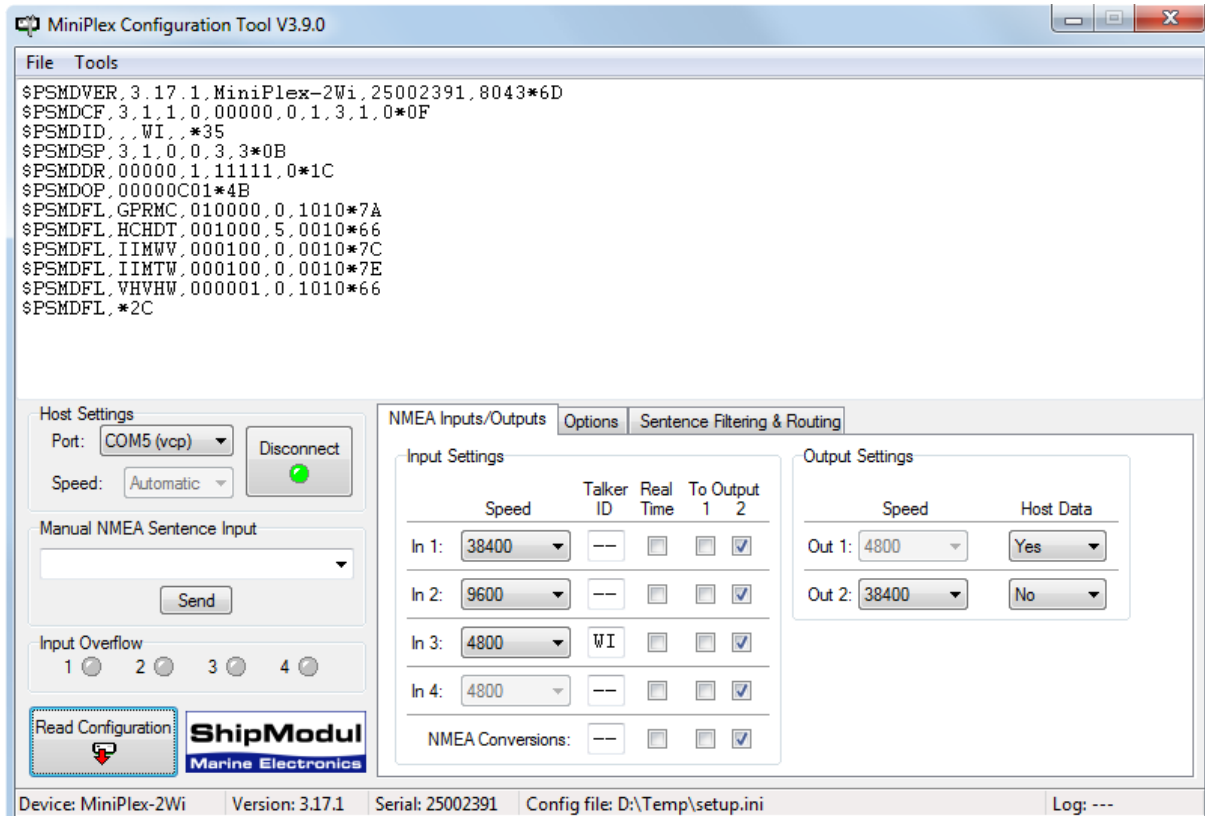 MiniPlex Configuration Tool V3.9.0
File Tools
$PSMDVER,3.17.1,MiniPlex-2Wi,25002391,8043*6D
$PSMDCF,3,1,1,0,00000,0,1,3,1,0*0F
$PSMDID,,,WI,,*35
$PSMDSP,3,1,0,0,3,3*0B
$PSMDDR,00000,1,11111,0*1C
$PSMDOP,00000C01*4B
$PSMDFL,GPRMC,010000,0,1010*7A
$PSMDFL,HCHDT,001000,5,0010*66
$PSMDFL,IIMWV,000100,0,0010*7C
$PSMDFL,IIMTW,000100,0,0010*7E
$PSMDFL,VHVHW,000001,0,1010*66
$PSMDFL,*2C
Host Settings
Port: COM5 (vcp)
Disconnect
Speed: Automatic
Manual NMEA Sentence Input
Send
Input Overflow
1 2 3 4
Read Configuration
ShipModul
Marine Electronics
NMEA Inputs/Outputs Options Sentence Filtering & Routing
Input Settings
Talker Real To Output
Speed ID Time 1 2
In 1: 38400 --
In 2: 9600 --
In 3: 4800 WI
In 4: 4800 --
NMEA Conversions: --
Output Settings
Speed Host Data
Out 1: 4800 Yes
Out 2: 38400 No
Device: MiniPlex-2Wi Version: 3.17.1 Serial: 25002391 Config file: D:\Temp\setup.ini Log: ---